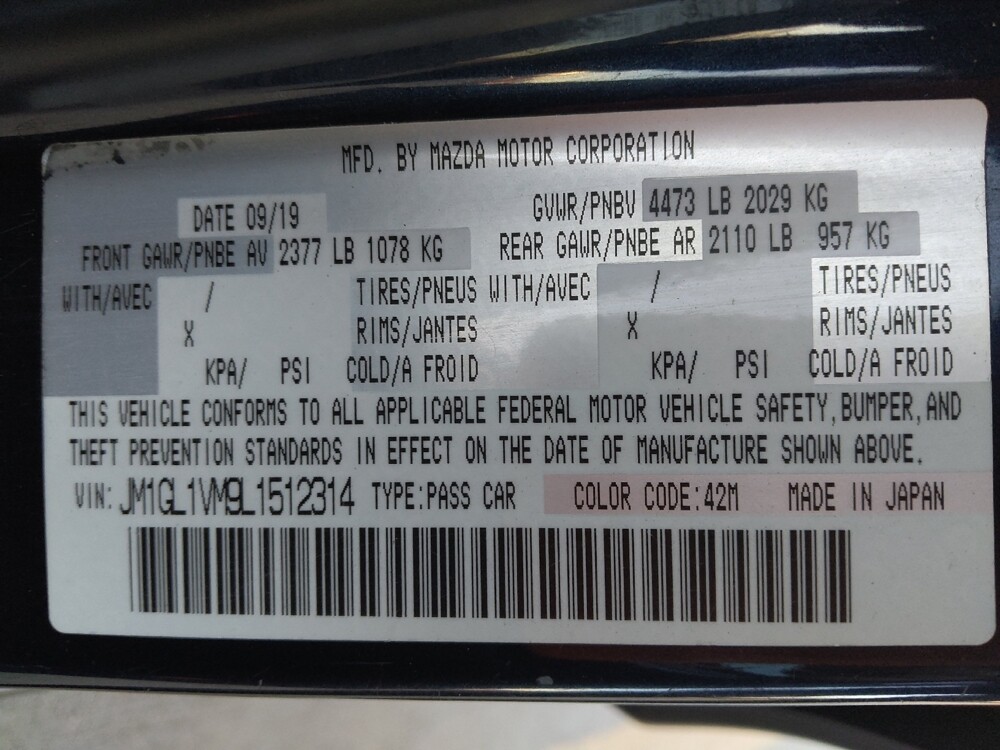 MFD. BY MAZDA MOTOR CORPORATION
DATE 09/19 GVWR/PNBV 4473 LB 2029 KG
FRONT GAWR/PNBE AV 2377 LB 1078 KG REAR GAWR/PNBE AR 2110 LB 957 KG
WITH/AVEC / TIRES/PNEUS WITH/AVEC / TIRES/PNEUS
X RIMS/JANTES X RIMS/JANTES
KPA/ PSI COLD/A FROID KPA/ PSI COLD/A FROID
THIS VEHICLE CONFORMS TO ALL APPLICABLE FEDERAL MOTOR VEHICLE SAFETY, BUMPER, AND
THEFT PREVENTION STANDARDS IN EFFECT ON THE DATE OF MANUFACTURE SHOWN ABOVE.
VIN: JM1GL1VM9L1512314 TYPE:PASS CAR COLOR CODE:42M MADE IN JAPAN